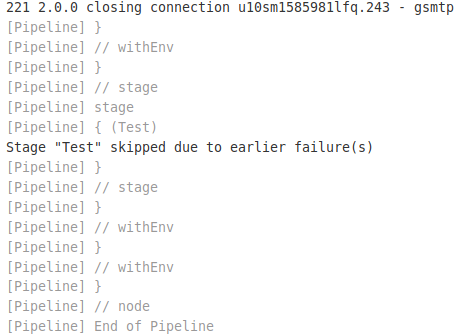 221 2.0.0 closing connection u10sm1585981lfq.243 - gsmtp
[Pipeline] }
[Pipeline] // withEnv
[Pipeline] }
[Pipeline] // stage
[Pipeline] stage
[Pipeline] { (Test)
Stage "Test" skipped due to earlier failure(s)
[Pipeline] }
[Pipeline] // stage
[Pipeline] }
[Pipeline] // withEnv
[Pipeline] }
[Pipeline] // withEnv
[Pipeline] }
[Pipeline] // node
[Pipeline] End of Pipeline